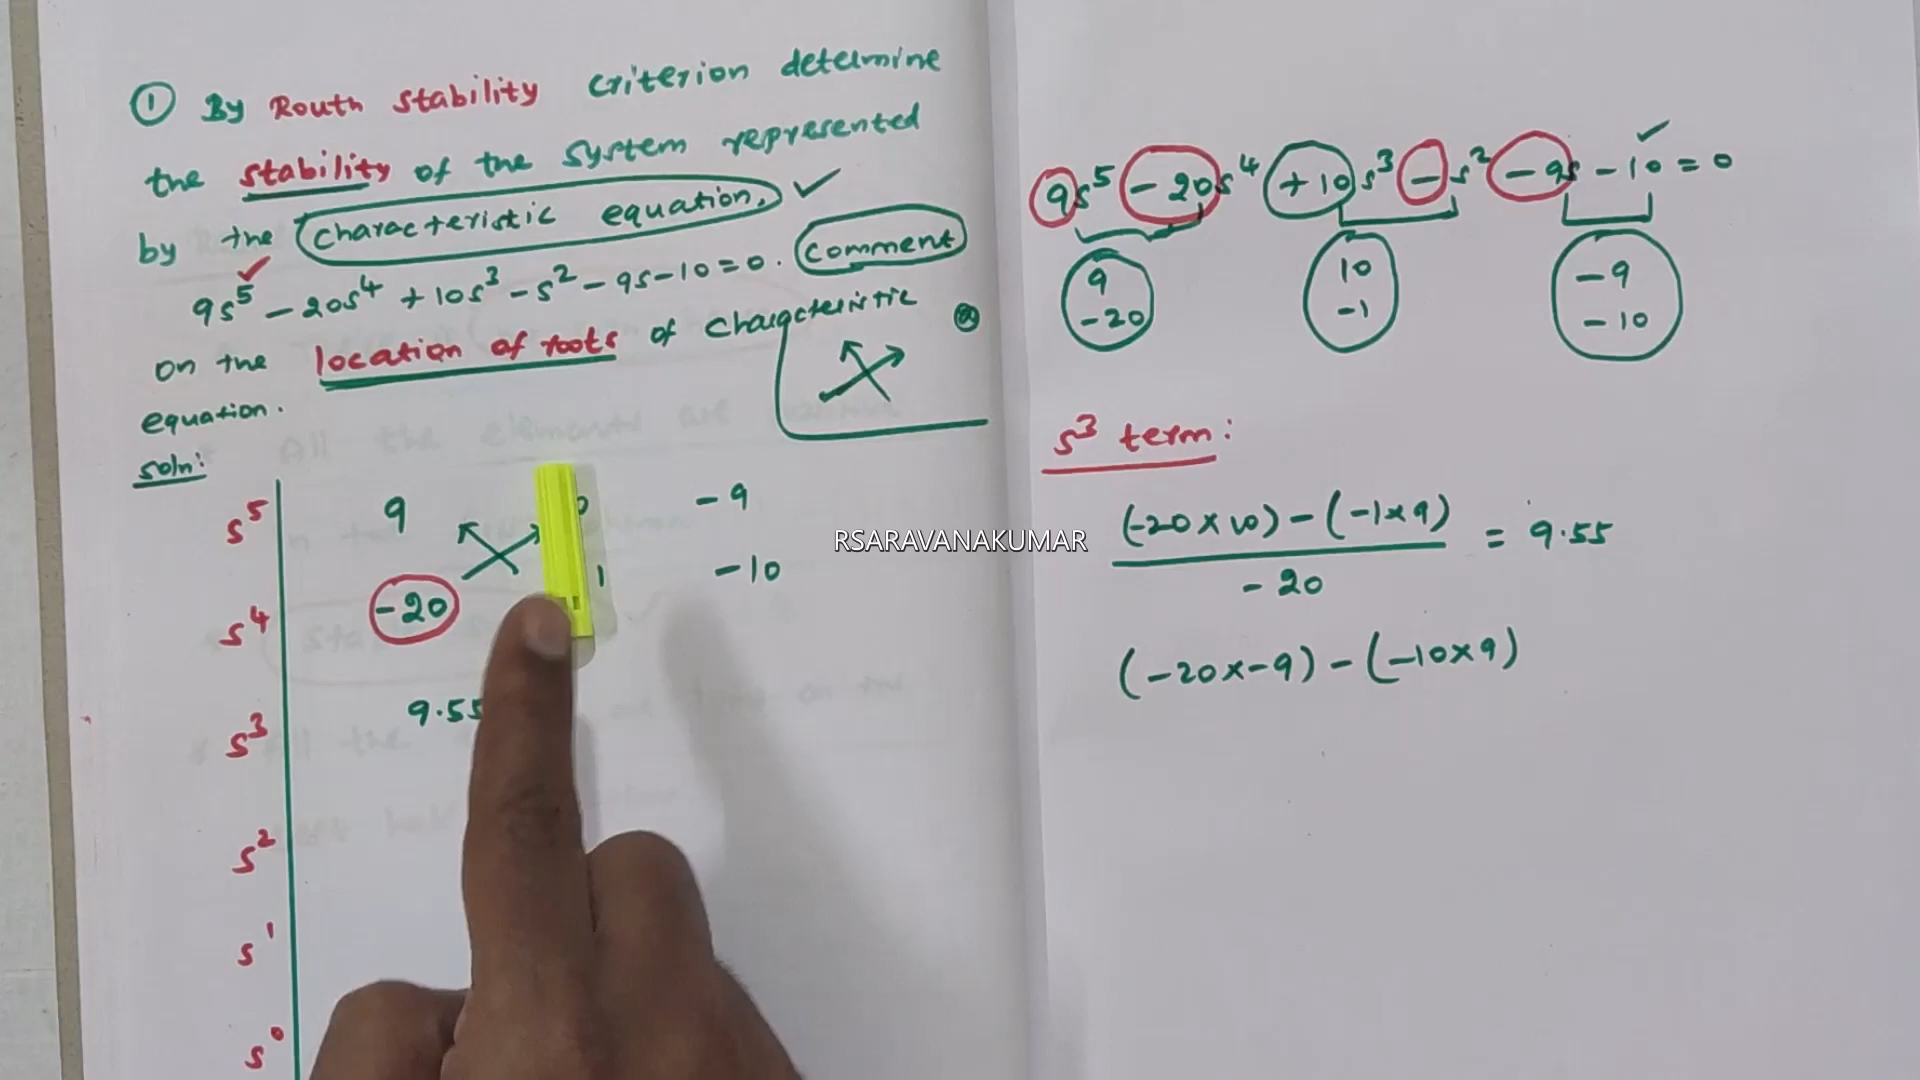 ① By Routh stability criterion determine
the stability of the system represented
by the characteristic equation,
9s⁵ - 20s⁴ + 10s³ - s² - 9s - 10 = 0. comment
on the location of roots of characteristic
equation.
soln:
s⁵ 9 0 -9
s⁴ -20 1 -10
s³ 9.55
s²
s¹
s⁰
9s⁵ - 20s⁴ + 10s³ - s² - 9s - 10 = 0
9 10 -9
-20 -1 -10
s³ term:
(-20 × 10) - (-1 × 9) = 9.55
-20
(-20 × -9) - (-10 × 9)
RSARAVANAKUMAR